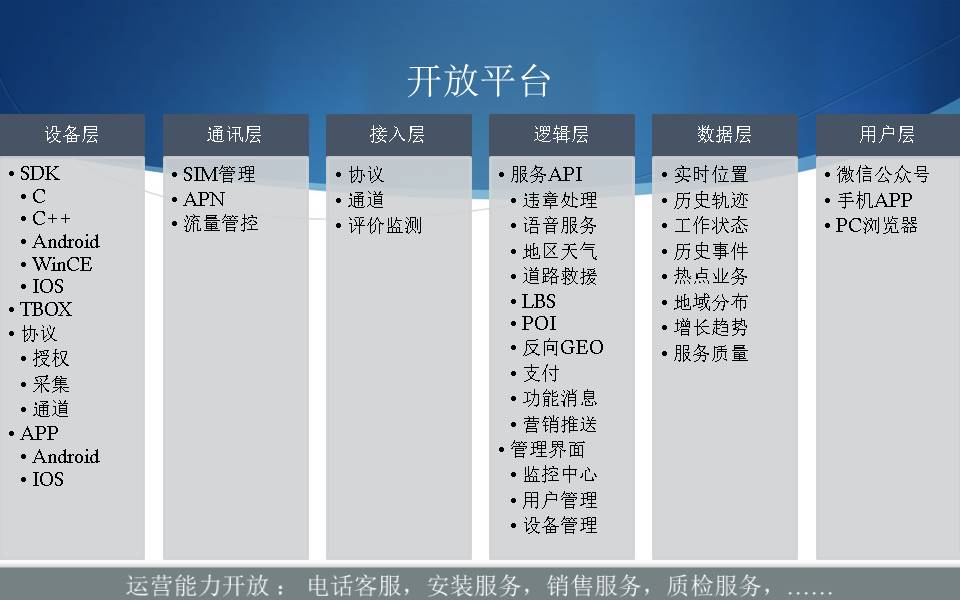 开放平台
设备层
• SDK
• C
• C++
• Android
• WinCE
• IOS
• TBOX
• 协议
• 授权
• 采集
• 通道
• APP
• Android
• IOS
通讯层
• SIM管理
• APN
• 流量管控
接入层
• 协议
• 通道
• 评价监测
逻辑层
• 服务API
• 违章处理
• 语音服务
• 地区天气
• 道路救援
• LBS
• POI
• 反向GEO
• 支付
• 功能消息
• 营销推送
• 管理界面
• 监控中心
• 用户管理
• 设备管理
数据层
• 实时位置
• 历史轨迹
• 工作状态
• 历史事件
• 热点业务
• 地域分布
• 增长趋势
• 服务质量
用户层
• 微信公众号
• 手机APP
• PC浏览器
运营能力开放： 电话客服，安装服务，销售服务，质检服务，……